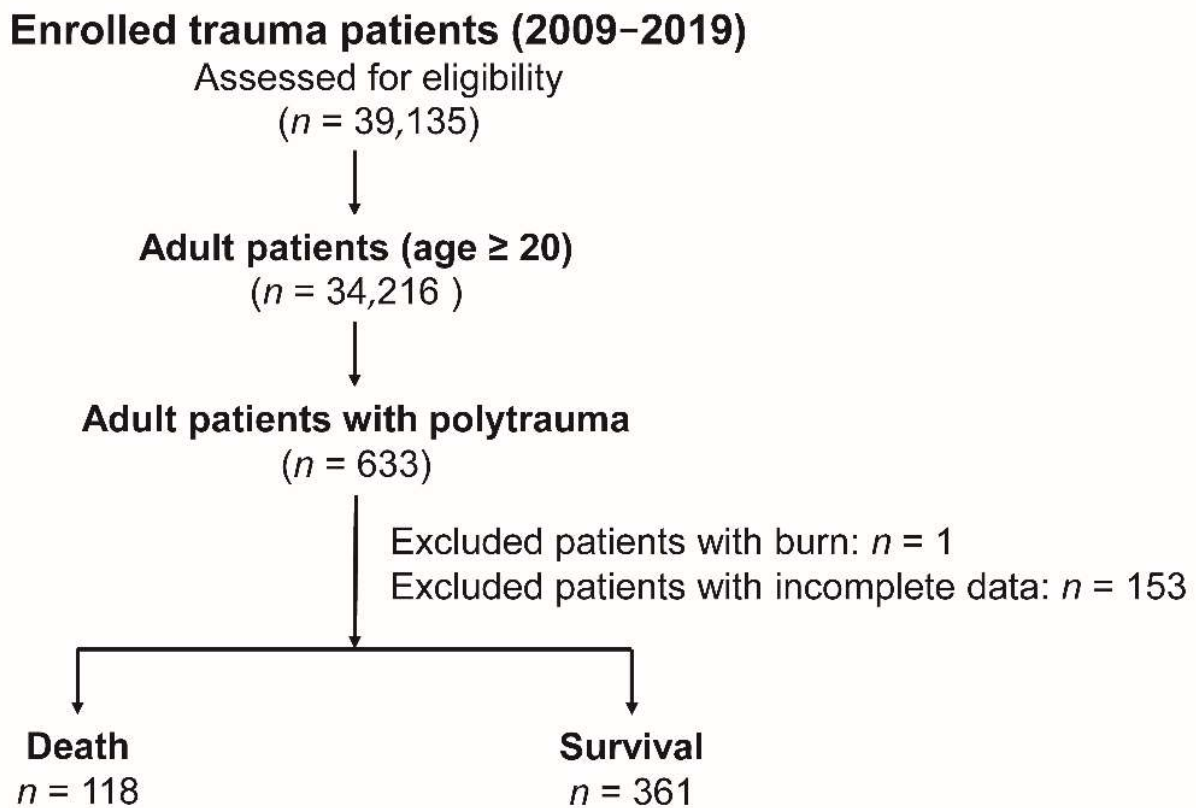 Enrolled trauma patients (2009–2019)
Assessed for eligibility
(n = 39,135)
Adult patients (age ≥ 20)
(n = 34,216 )
Adult patients with polytrauma
(n = 633)
Excluded patients with burn: n = 1
Excluded patients with incomplete data: n = 153
Death
n = 118
Survival
n = 361